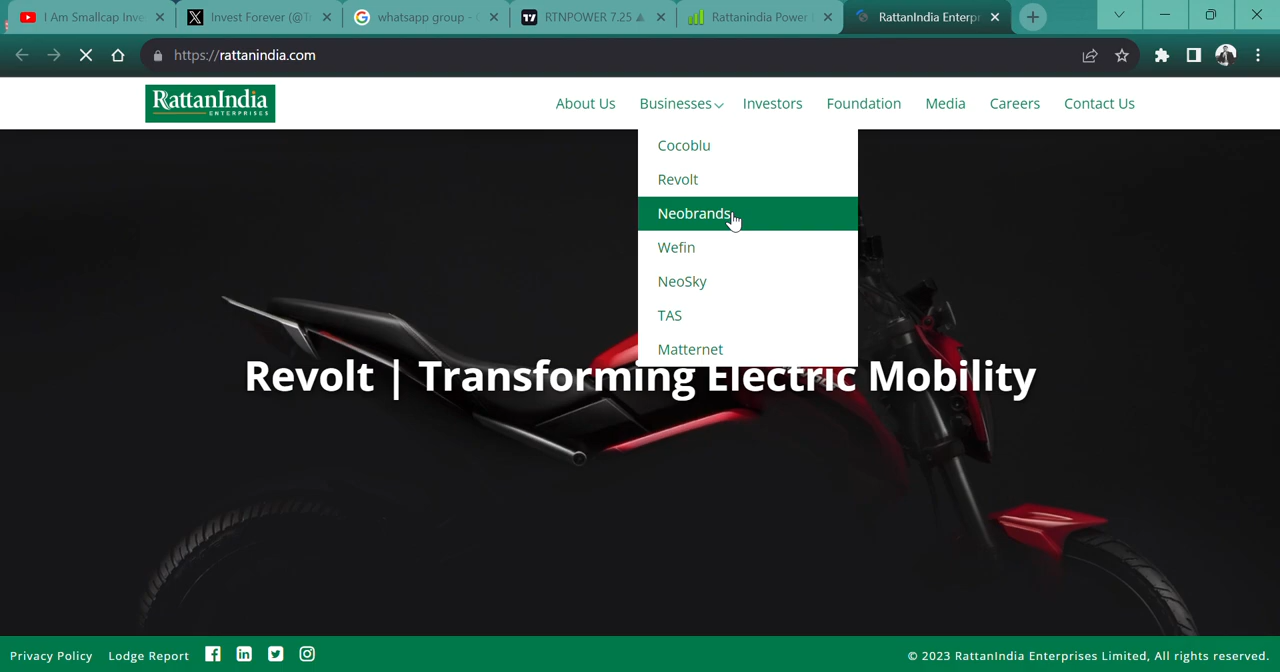 I Am Smallcap Inve
Invest Forever (@T
whatsapp group -
RTNPOWER 7.25 ▲
Rattanindia Power
RattanIndia Enterpr
https://rattanindia.com
RattanIndia
ENTERPRISES
About Us
Businesses
Investors
Foundation
Media
Careers
Contact Us
Cocoblu
Revolt
Neobrands
Wefin
NeoSky
TAS
Matternet
Revolt | Transforming Electric Mobility
Privacy Policy
Lodge Report
© 2023 RattanIndia Enterprises Limited, All rights reserved.